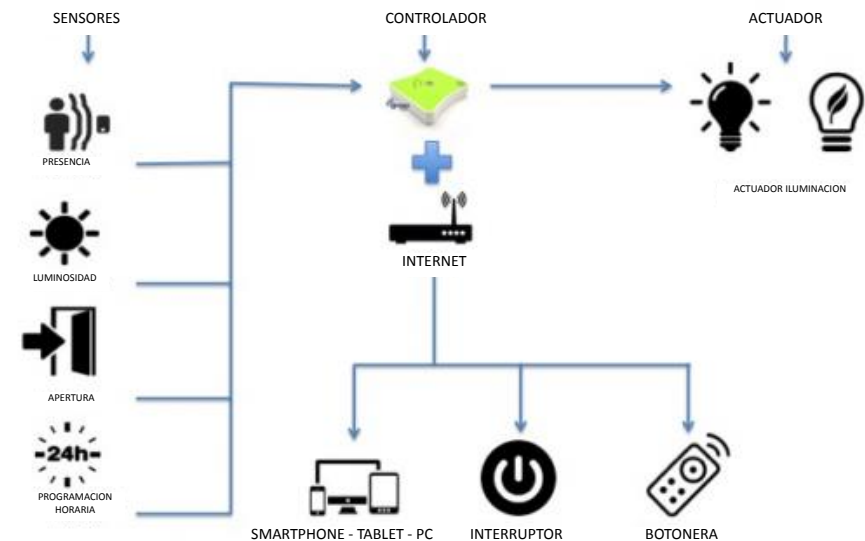 SENSORES
CONTROLADOR
ACTUADOR
PRESENCIA
ACTUADOR ILUMINACION
LUMINOSIDAD
INTERNET
APERTURA
24h
PROGRAMACION
HORARIA
SMARTPHONE - TABLET - PC
INTERRUPTOR
BOTONERA